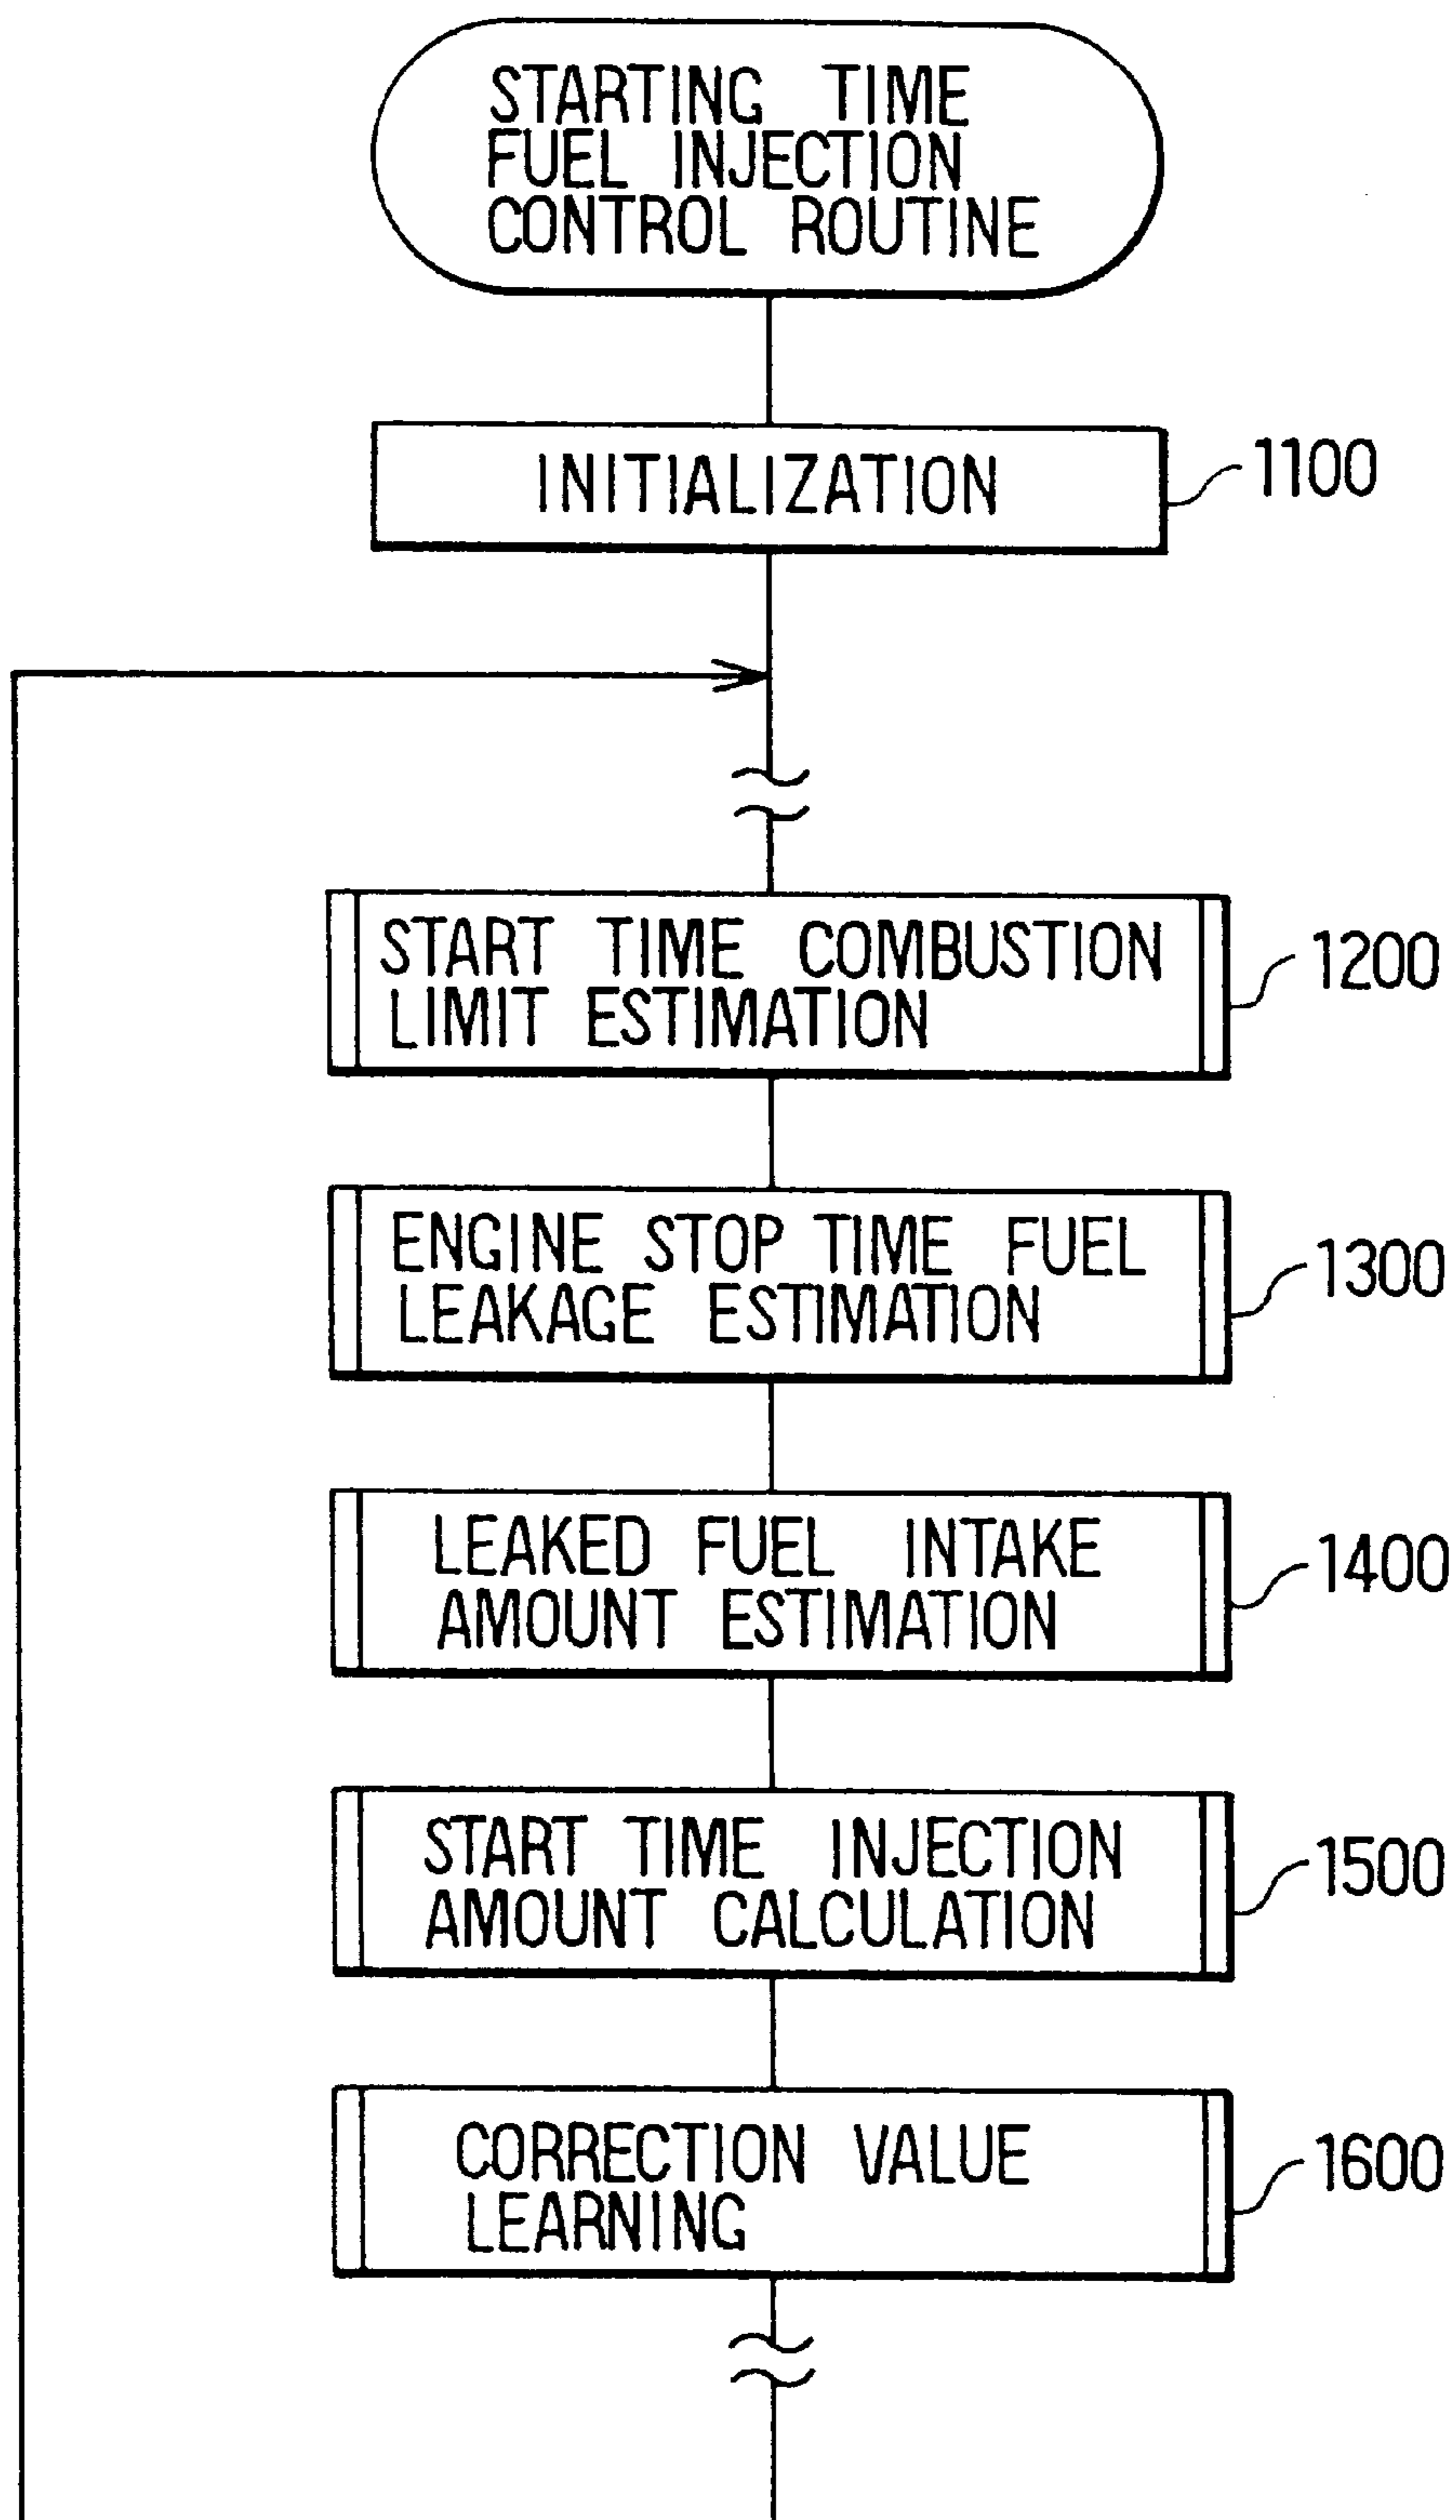 STARTING TIME
FUEL INJECTION
CONTROL ROUTINE
INITIALIZATION
1100
START TIME COMBUSTION
LIMIT ESTIMATION
1200
ENGINE STOP TIME FUEL
LEAKAGE ESTIMATION
1300
LEAKED FUEL INTAKE
AMOUNT ESTIMATION
1400
START TIME INJECTION
AMOUNT CALCULATION
1500
CORRECTION VALUE
LEARNING
1600